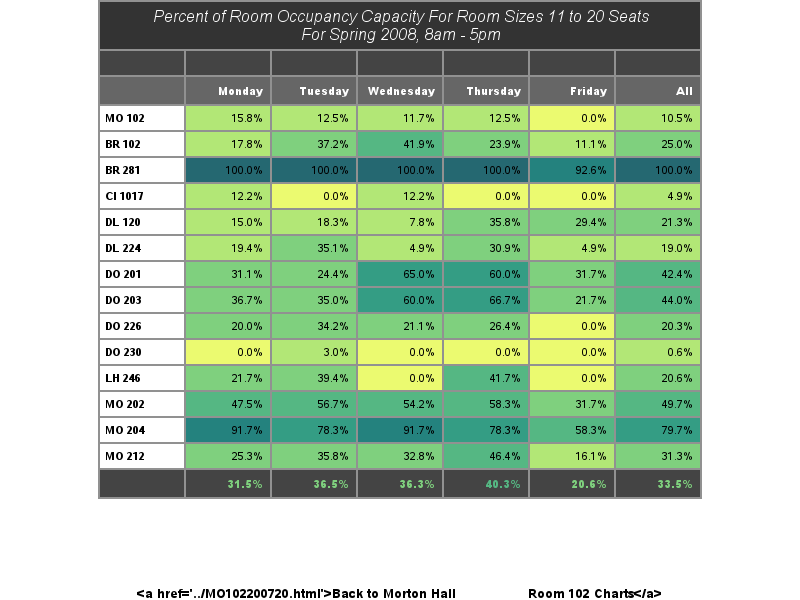 Percent of Room Occupancy Capacity For Room Sizes 11 to 20 Seats
For Spring 2008, 8am - 5pm
Monday Tuesday Wednesday Thursday Friday All
MO 102 15.8% 12.5% 11.7% 12.5% 0.0% 10.5%
BR 102 17.8% 37.2% 41.9% 23.9% 11.1% 25.0%
BR 281 100.0% 100.0% 100.0% 100.0% 92.6% 100.0%
CI 1017 12.2% 0.0% 12.2% 0.0% 0.0% 4.9%
DL 120 15.0% 18.3% 7.8% 35.8% 29.4% 21.3%
DL 224 19.4% 35.1% 4.9% 30.9% 4.9% 19.0%
DO 201 31.1% 24.4% 65.0% 60.0% 31.7% 42.4%
DO 203 36.7% 35.0% 60.0% 66.7% 21.7% 44.0%
DO 226 20.0% 34.2% 21.1% 26.4% 0.0% 20.3%
DO 230 0.0% 3.0% 0.0% 0.0% 0.0% 0.6%
LH 246 21.7% 39.4% 0.0% 41.7% 0.0% 20.6%
MO 202 47.5% 56.7% 54.2% 58.3% 31.7% 49.7%
MO 204 91.7% 78.3% 91.7% 78.3% 58.3% 79.7%
MO 212 25.3% 35.8% 32.8% 46.4% 16.1% 31.3%
31.5% 36.5% 36.3% 40.3% 20.6% 33.5%
<a href='../MO102200720.html'>Back to Morton Hall Room 102 Charts</a>